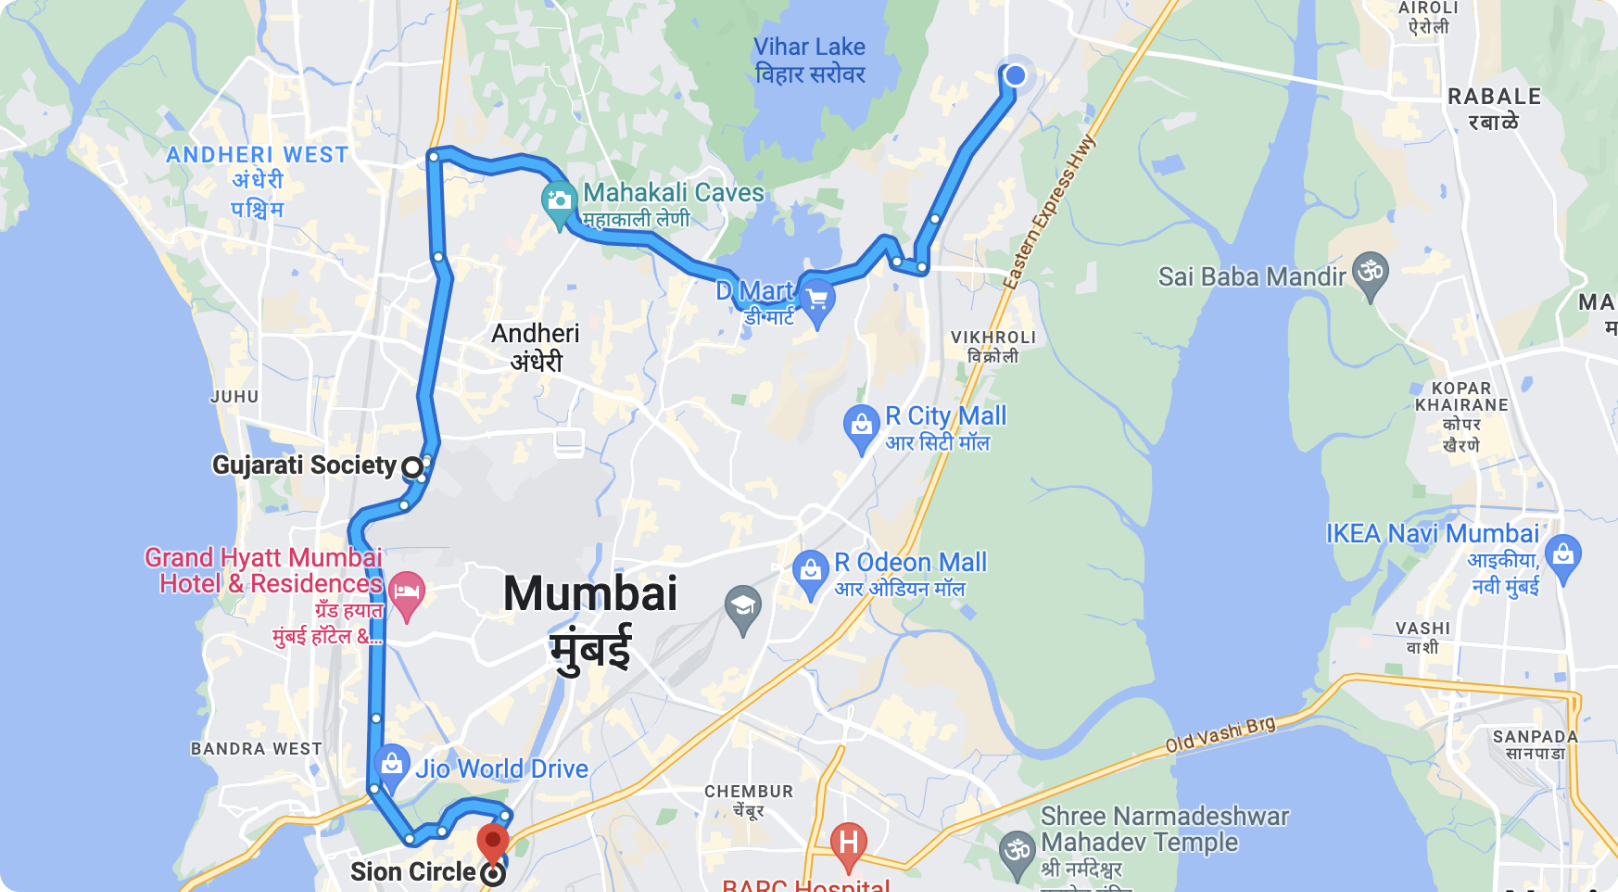 AIROLI
ऐरोली
Vihar Lake
विहार सरोवर
RABALE
रबाळे
ANDHERI WEST
अंधेरी
पश्चिम
Mahakali Caves
महाकाली लेणी
Eastern Express Hwy
Sai Baba Mandir
D Mart
डी मार्ट
MA
म
Andheri
अंधेरी
VIKHROLI
विक्रोली
JUHU
KOPAR
KHAIRANE
कोपर
खैरणे
R City Mall
आर सिटी मॉल
Gujarati Society
IKEA Navi Mumbai
आइकीया,
नवी मुंबई
Grand Hyatt Mumbai
Hotel & Residences
ग्रँड हयात
मुंबई हॉटेल &...
R Odeon Mall
आर ओडियन मॉल
Mumbai
मुंबई
VASHI
वाशी
Old Vashi Brg
SANPADA
सानपाडा
BANDRA WEST
Jio World Drive
CHEMBUR
चेंबूर
Shree Narmadeshwar
Mahadev Temple
श्री नर्मदेश्वर
H
Sion Circle
BARC Hospital